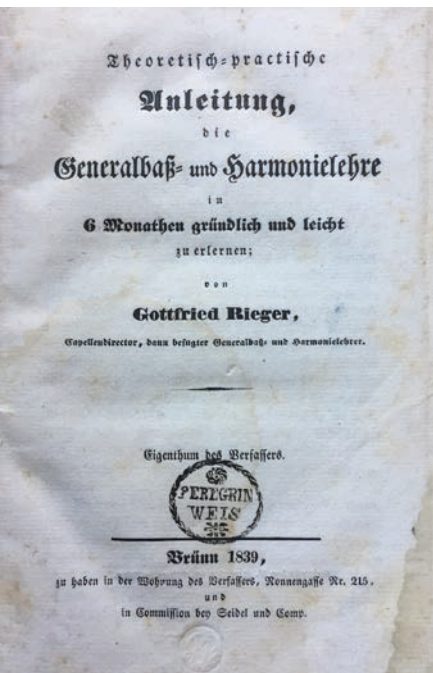 Theoretisch-practische
Anleitung,
die
Generalbaß- und Harmonielehre
in
6 Monathen gründlich und leicht
zu erlernen;
von
Gottfried Rieger,
Capellendirector, dann befugter Generalbaß- und Harmonielehrer.
Eigenthum des Verfassers.
PEREGRIN
WEIS
Brünn 1839,
zu haben in der Wohnung des Verfassers, Nonnengasse Nr. 215.
und
in Commission bey Seidel und Comp.